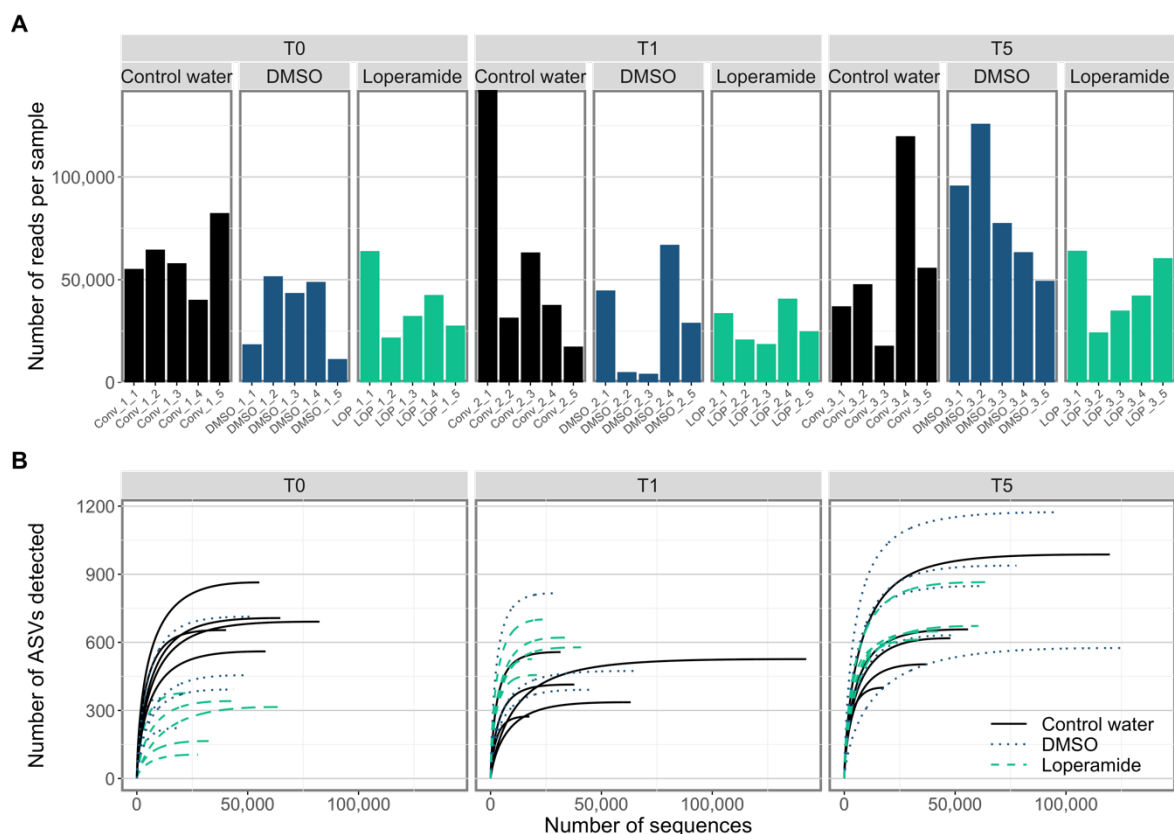 A
T0 T1 T5
Control water DMSO Loperamide Control water DMSO Loperamide Control water DMSO Loperamide
Number of reads per sample
100,000
50,000
0
Conv_1_1 Conv_1_2 Conv_1_3 Conv_1_4 Conv_1_5 DMSO_1_1 DMSO_1_2 DMSO_1_3 DMSO_1_4 DMSO_1_5 LOP_1_1 LOP_1_2 LOP_1_3 LOP_1_4 LOP_1_5 Conv_2_1 Conv_2_2 Conv_2_3 Conv_2_4 Conv_2_5 DMSO_2_1 DMSO_2_2 DMSO_2_3 DMSO_2_4 DMSO_2_5 LOP_2_1 LOP_2_2 LOP_2_3 LOP_2_4 LOP_2_5 Conv_3_1 Conv_3_2 Conv_3_3 Conv_3_4 Conv_3_5 DMSO_3_1 DMSO_3_2 DMSO_3_3 DMSO_3_4 DMSO_3_5 LOP_3_1 LOP_3_2 LOP_3_3 LOP_3_4 LOP_3_5
B
T0 T1 T5
Number of ASVs detected
1200
900
600
300
0
Control water
DMSO
Loperamide
0 50,000 100,000 0 50,000 100,000 0 50,000 100,000
Number of sequences